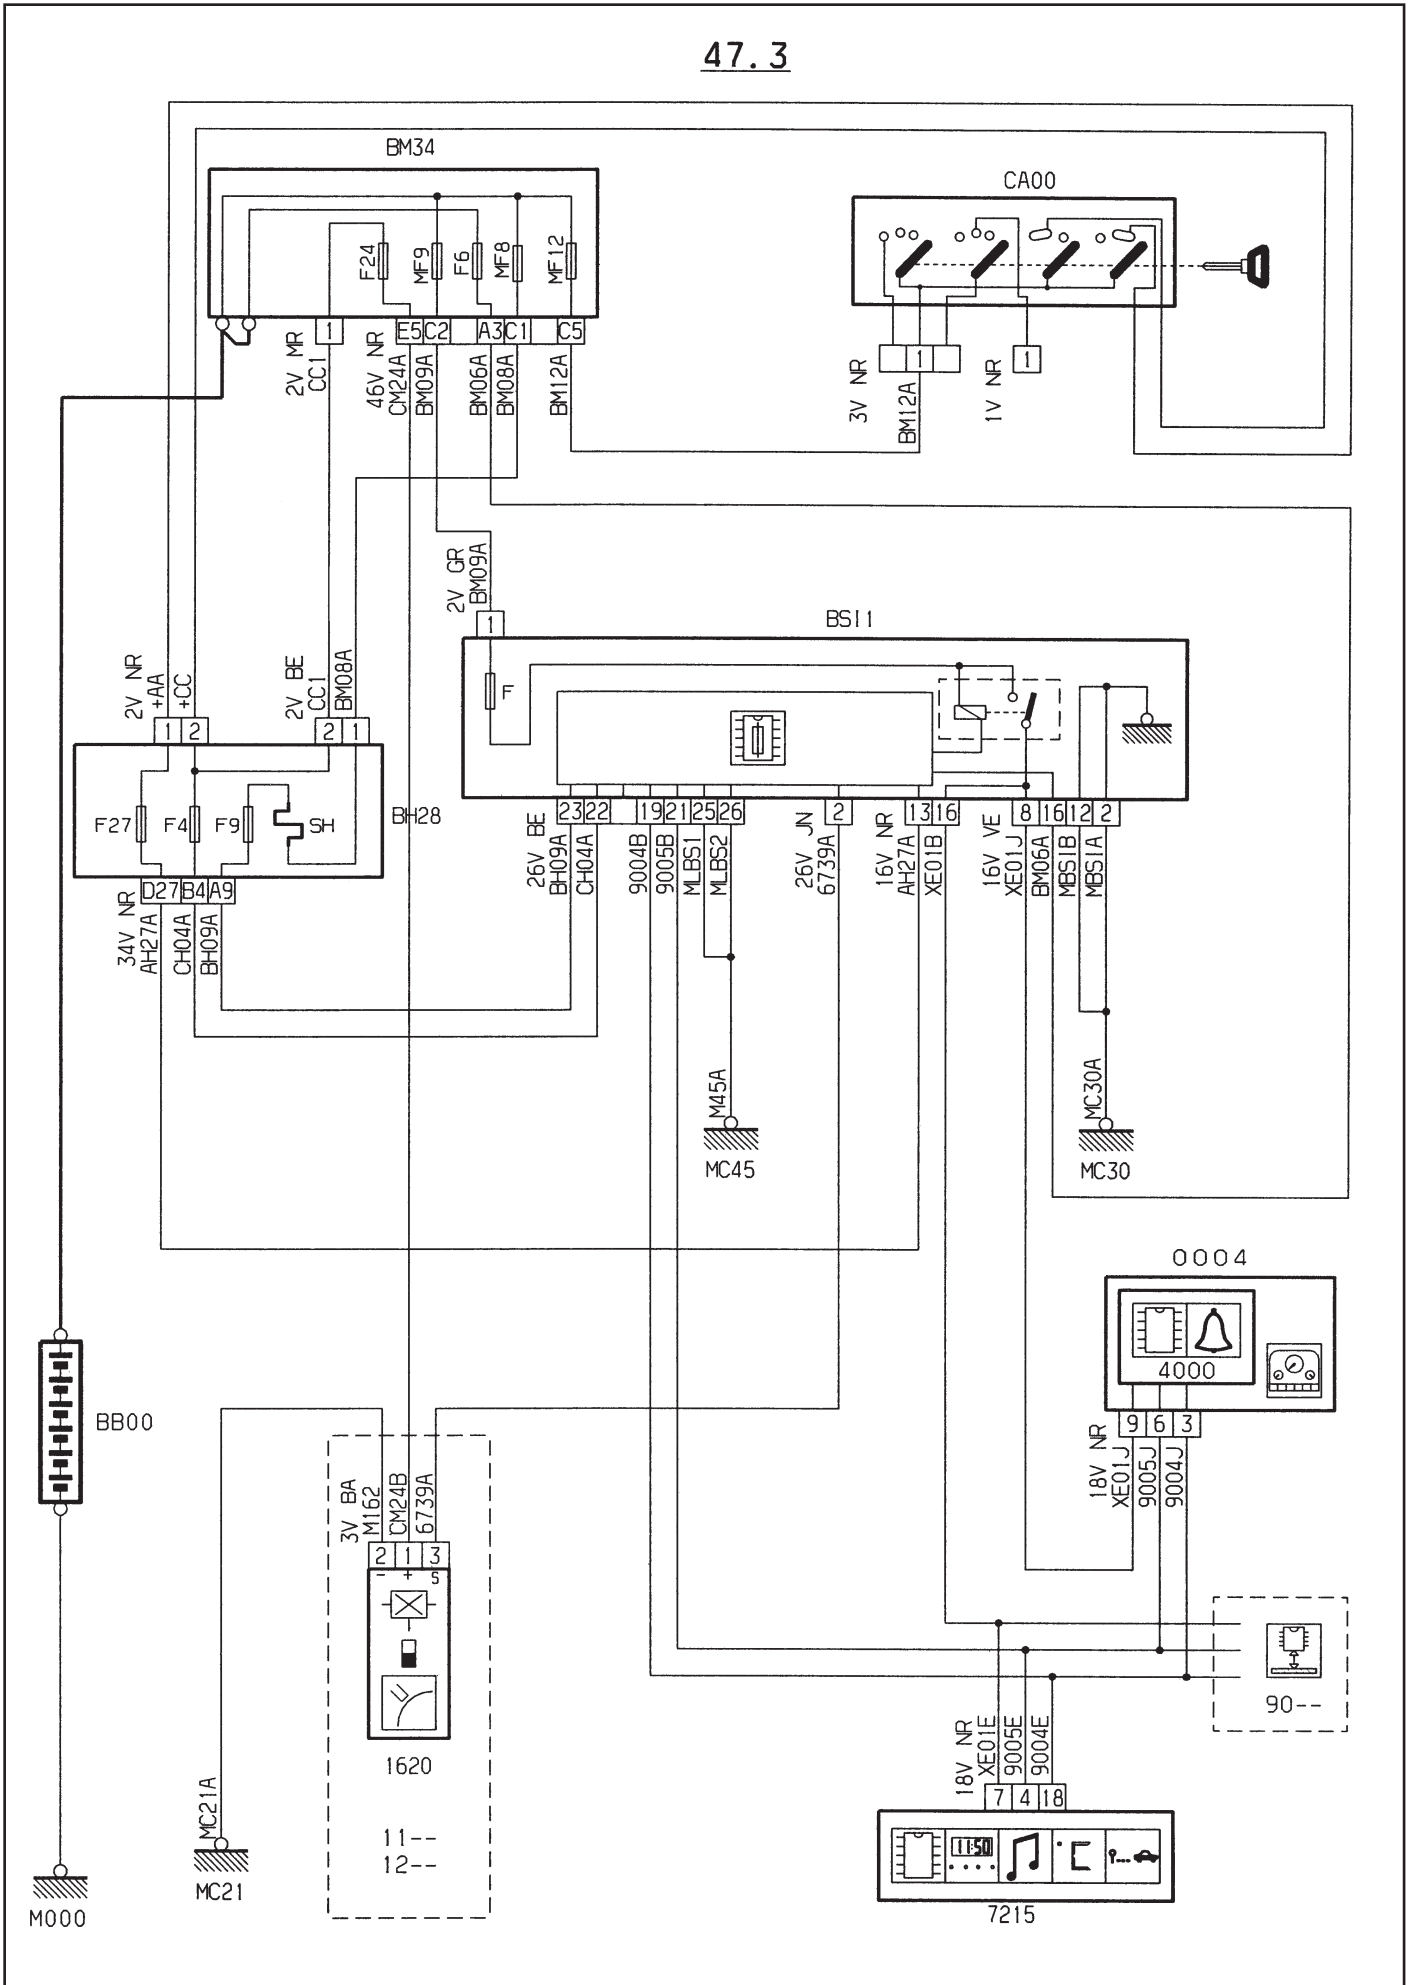 47.3
BM34
CA00
F24
MF9
F6
MF8
MF12
1
E5
C2
A3
C1
C5
2V MR
CC1
46V NR
CM24A
BM09A
BM06A
BM08A
BM12A
1
1
3V NR
BM12A
1V NR
2V GR
BM09A
1
BSI1
2V NR
+AA
+CC
2V BE
CC1
BM08A
1
2
2
1
F
F27
F4
F9
SH
BH28
D27
B4
A9
34V NR
AH27A
CH04A
BH09A
23
22
19
21
25
26
2
13
16
8
16
12
2
26V BE
BH09A
CH04A
9004B
9005B
MLBS1
MLBS2
26V JN
6739A
16V NR
AH27A
XE01B
16V VE
XE01J
BM06A
MBS1B
MBS1A
M45A
MC45
MC30A
MC30
0004
4000
9
6
3
18V NR
XE01J
9005J
9004J
BB00
3V BA
M162
CM24B
6739A
2
1
3
-
+
S
U
1620
11--
12--
90--
18V NR
XE01E
9005E
9004E
7
4
18
11:50
°C
7215
MC21A
MC21
M000